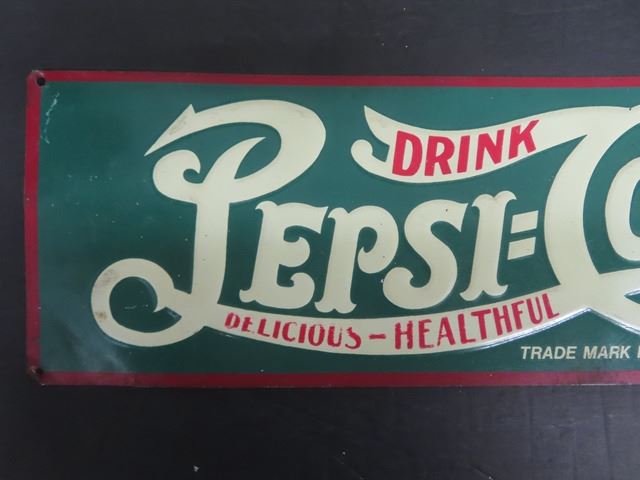 DRINK
PEPSI=Co
DELICIOUS-HEALTHFUL
TRADE MARK